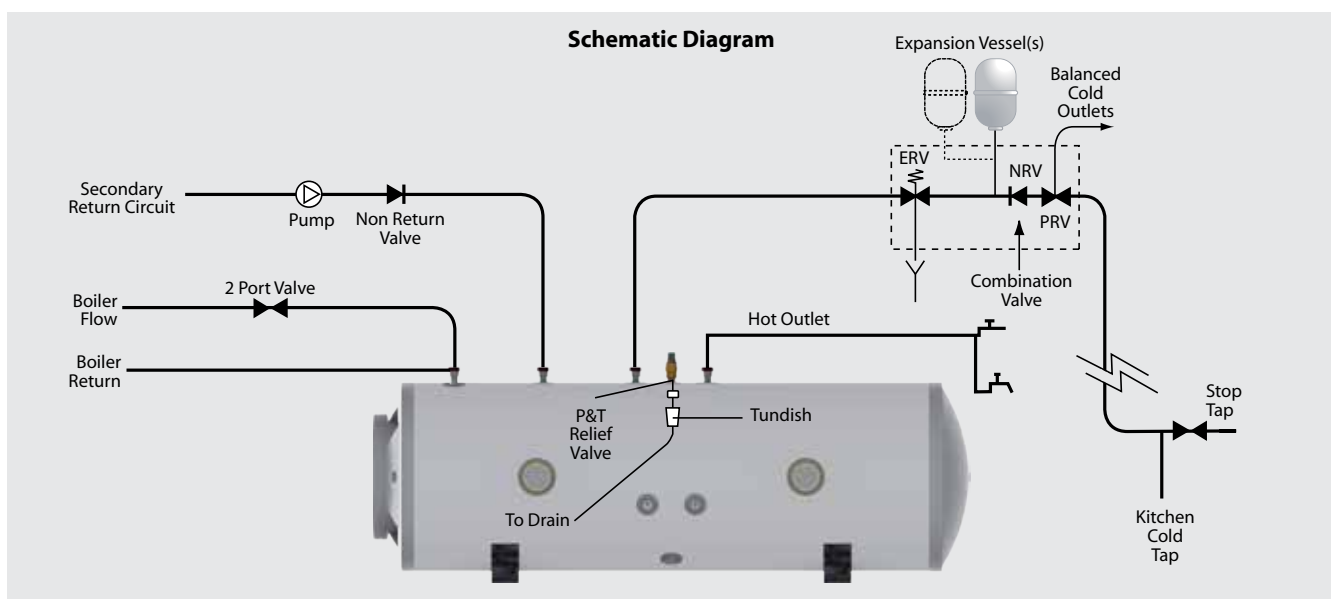 Schematic Diagram
Expansion Vessel(s)
Balanced
Cold
Outlets
ERV
NRV
PRV
Combination
Valve
Secondary
Return Circuit
Pump
Non Return
Valve
2 Port Valve
Boiler
Flow
Boiler
Return
Hot Outlet
P&T
Relief
Valve
Tundish
To Drain
Stop
Tap
Kitchen
Cold
Tap